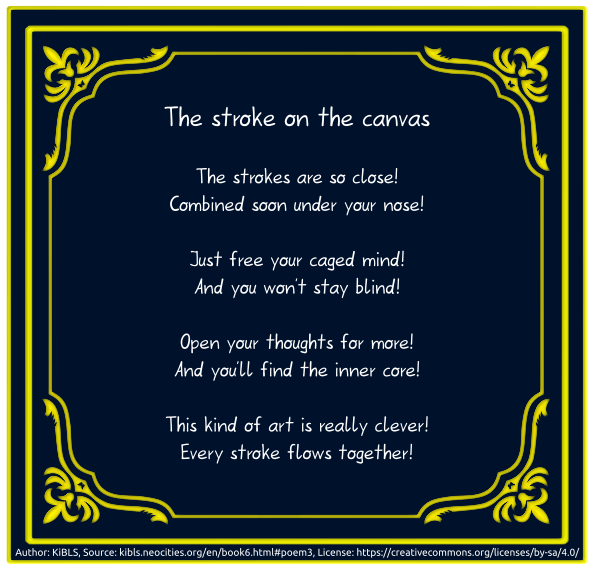 The stroke on the canvas
The strokes are so close!
Combined soon under your nose!
Just free your caged mind!
And you won't stay blind!
Open your thoughts for more!
And you'll find the inner core!
This kind of art is really clever!
Every stroke flows together!
Author: KiBLS, Source: kibls.neocities.org/en/book6.html#poem3, License: https://creativecommons.org/licenses/by-sa/4.0/